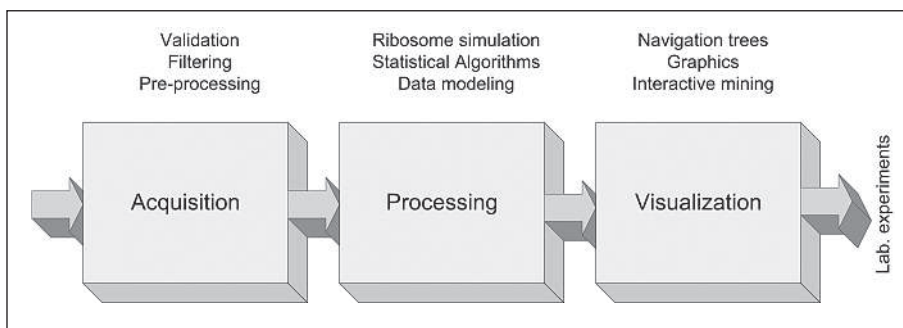 Validation
Filtering
Pre-processing
Ribosome simulation
Statistical Algorithms
Data modeling
Navigation trees
Graphics
Interactive mining
Acquisition
Processing
Visualization
Lab. experiments